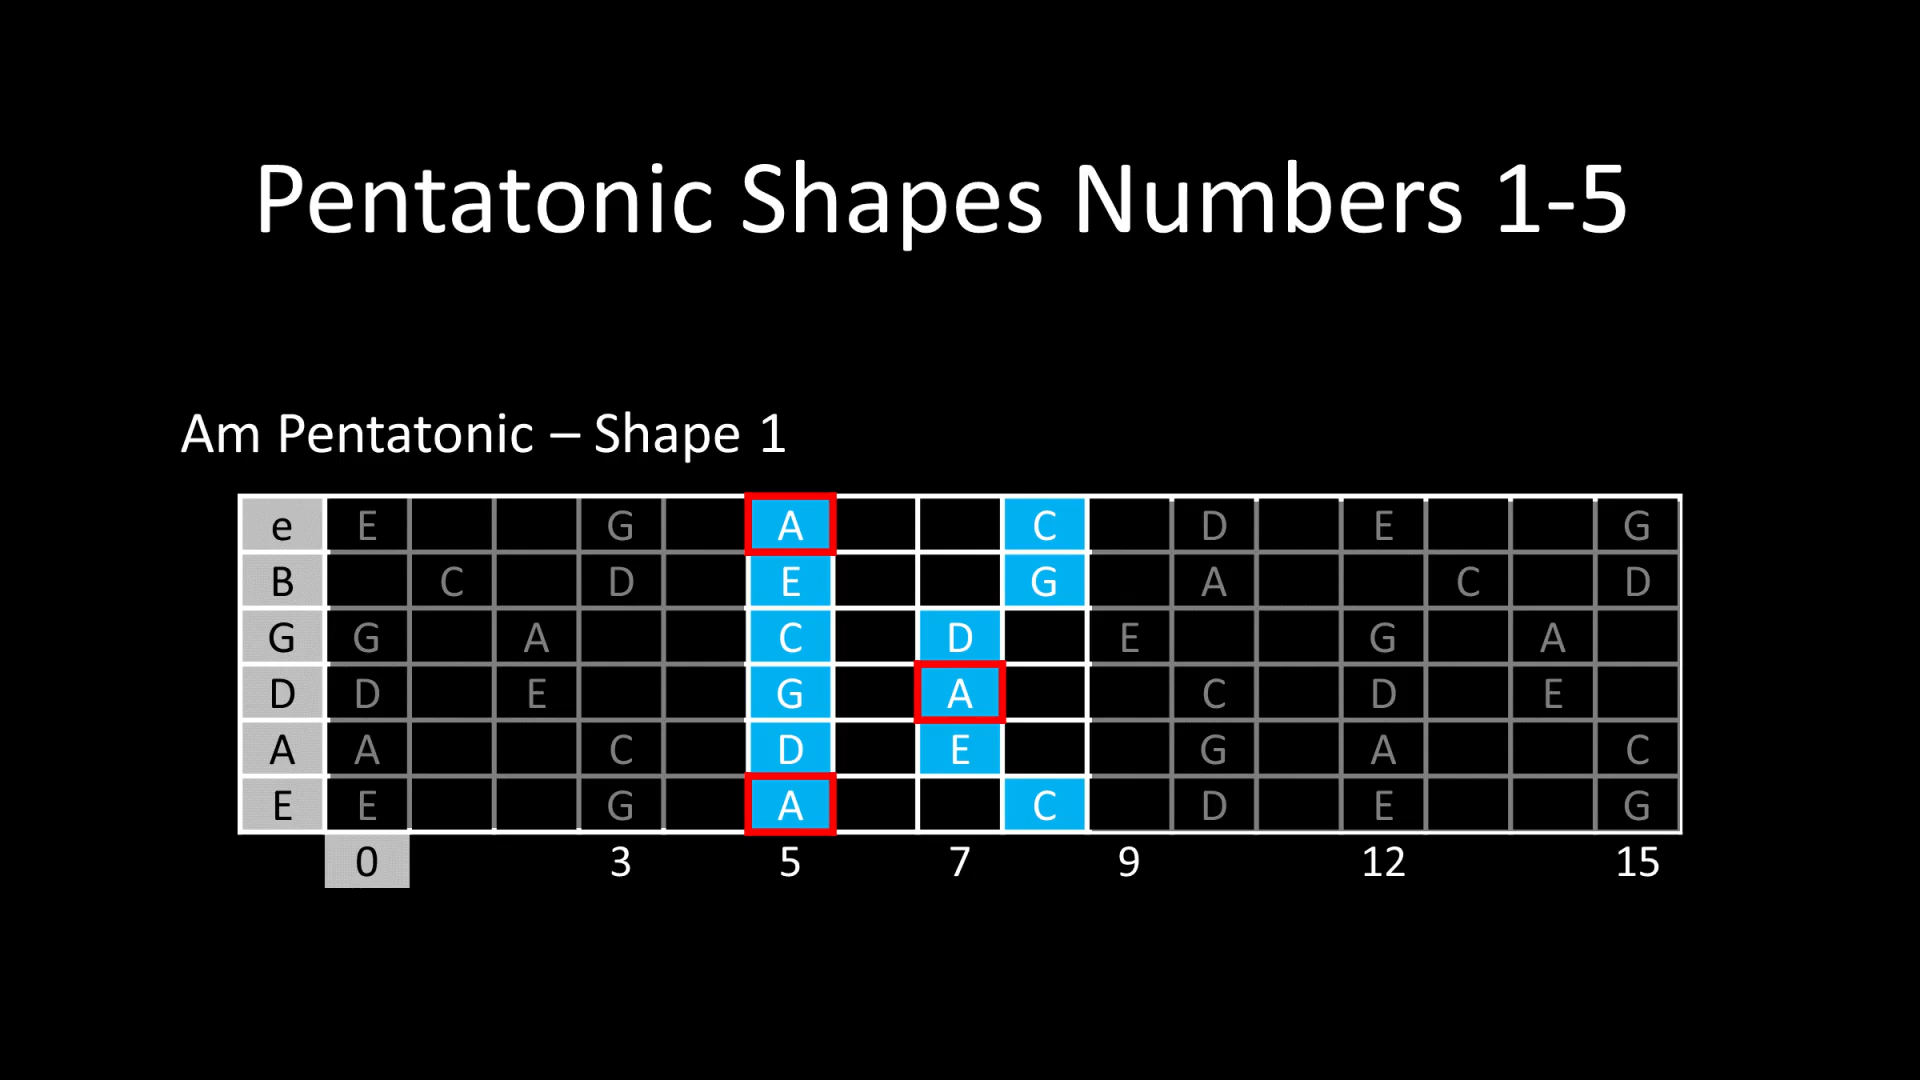 Pentatonic Shapes Numbers 1-5
Am Pentatonic – Shape 1
e E G A C D E G
B C D E G A C D
G G A C D E G A
D D E G A C D E
A A C D E G A C
E E G A C D E G
0 3 5 7 9 12 15